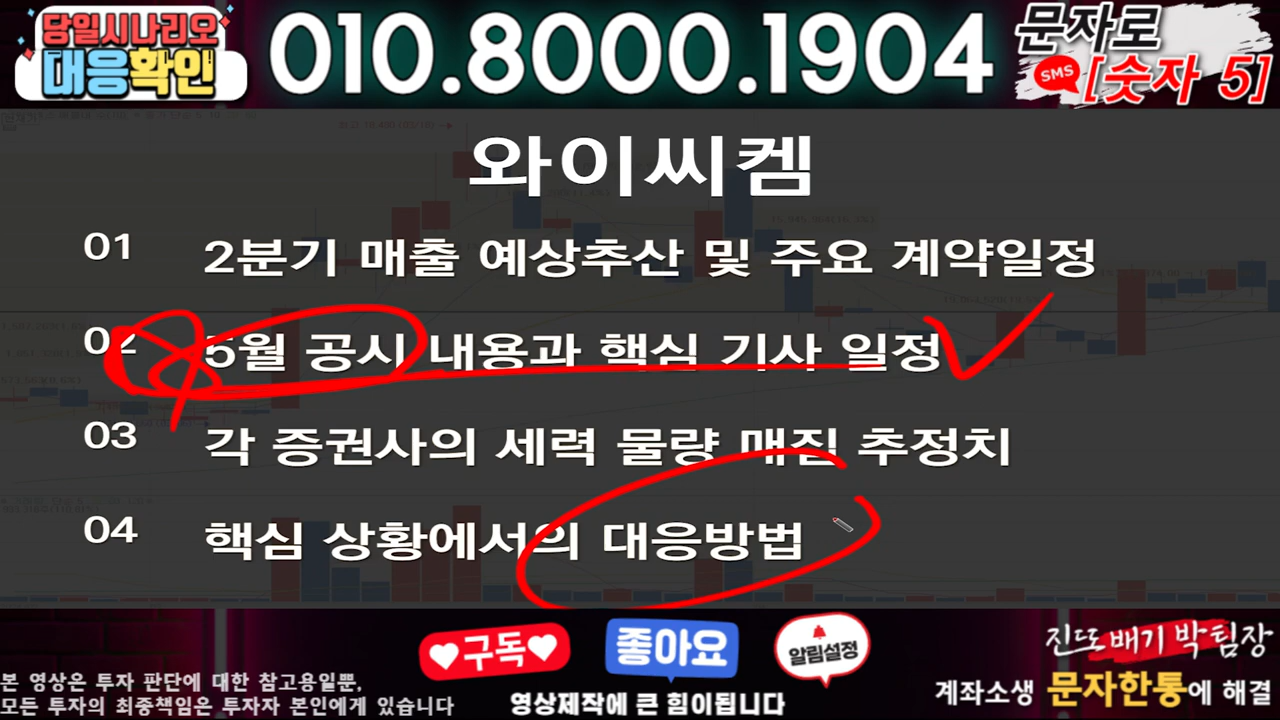 당일시나리오
대응확인
010.8000.1904
문자로
SMS [숫자 5]
와이씨켐
01 2분기 매출 예상추산 및 주요 계약일정
02 5월 공시 내용과 핵심 기사 일정
03 각 증권사의 세력 물량 매집 추정치
04 핵심 상황에서의 대응방법
구독
좋아요
알림설정
영상제작에 큰 힘이됩니다
본 영상은 투자 판단에 대한 참고용일뿐,
모든 투자의 최종책임은 투자자 본인에게 있습니다
진또배기 박팀장
계좌소생 문자한통에 해결